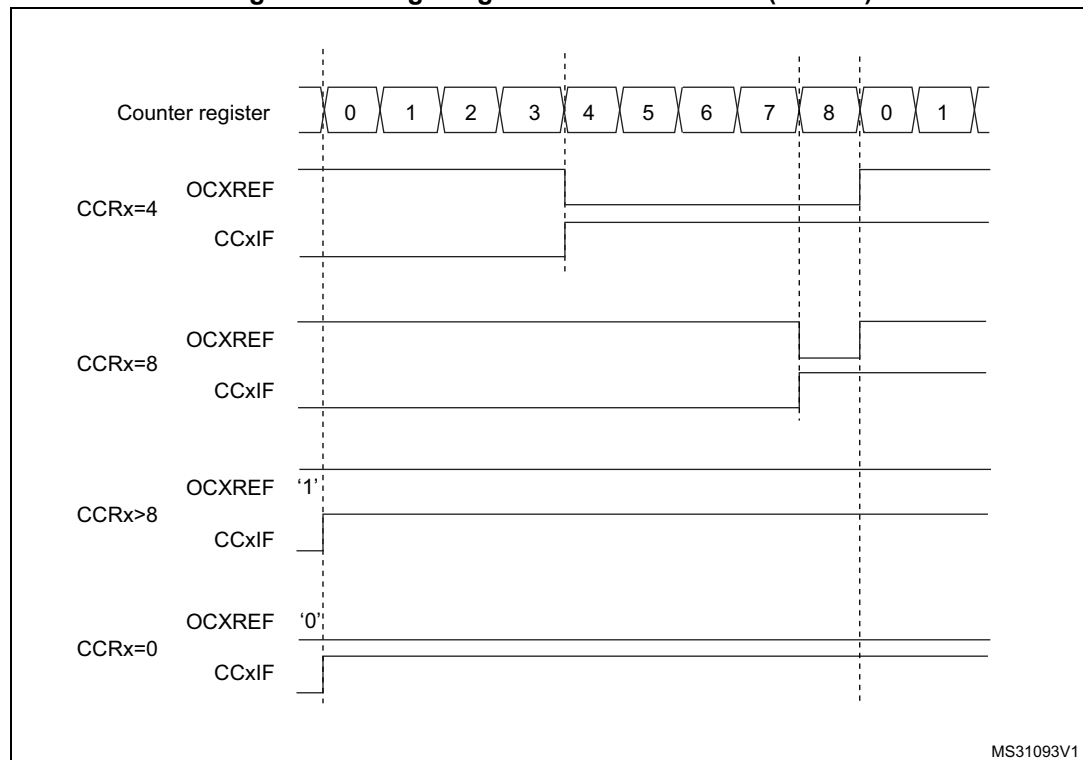 Counter register 0 1 2 3 4 5 6 7 8 0 1
OCXREF
CCRx=4
CCxIF
OCXREF
CCRx=8
CCxIF
OCXREF ‘1’
CCRx>8
CCxIF
OCXREF ‘0’
CCRx=0
CCxIF
MS31093V1